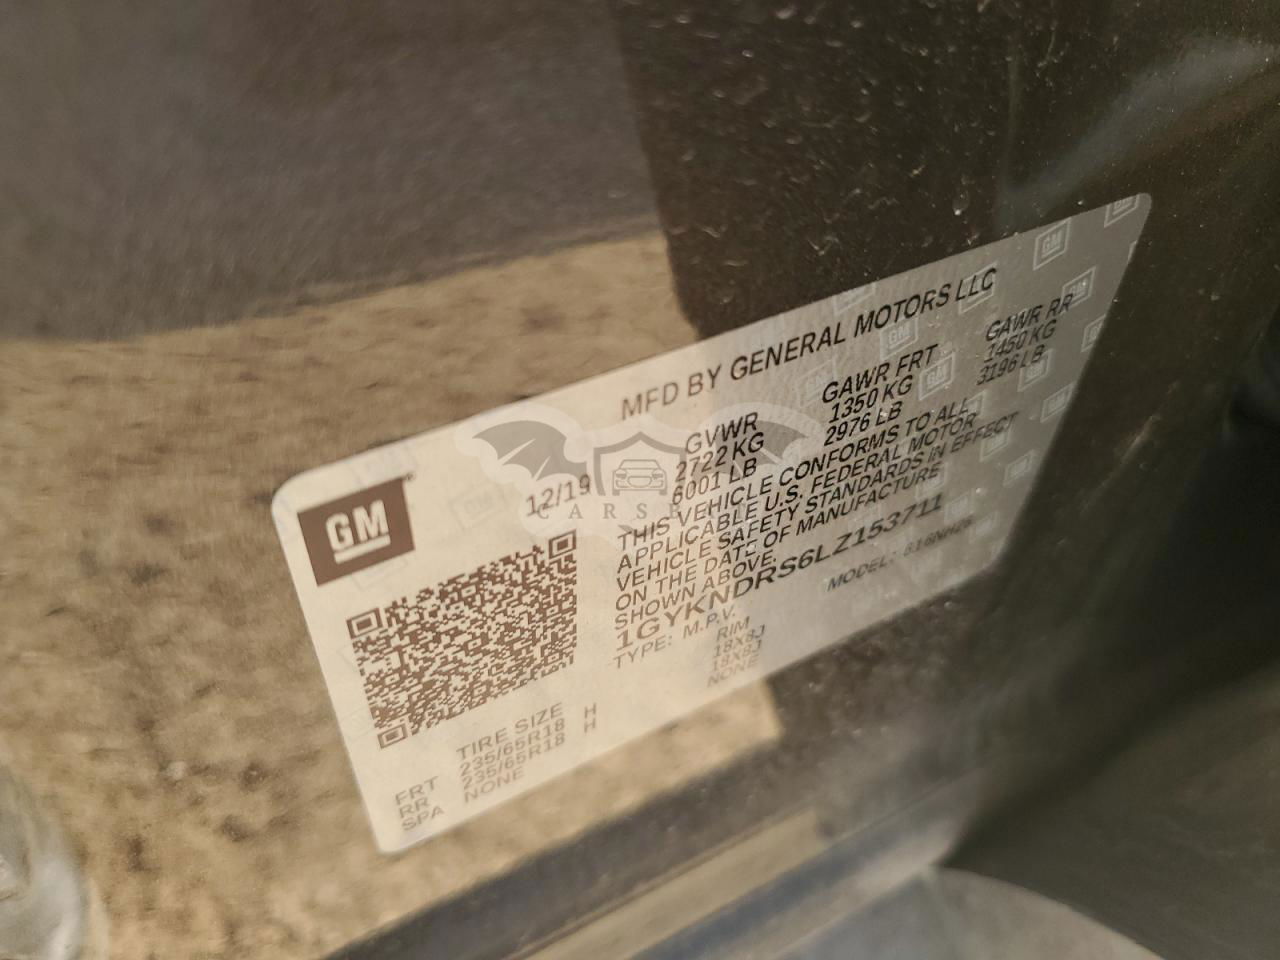 MFD BY GENERAL MOTORS LLC
GM
12/19
GVWR GAWR FRT GAWR RR
2722 KG 1350 KG 1450 KG
6001 LB 2976 LB 3196 LB
THIS VEHICLE CONFORMS TO ALL
APPLICABLE U.S. FEDERAL MOTOR
VEHICLE SAFETY STANDARDS IN EFFECT
ON THE DATE OF MANUFACTURE
SHOWN ABOVE.
1GYKNDRS6LZ153711
TYPE: M.P.V. MODEL:
TIRE SIZE RIM
FRT 235/65R18 H 18X8J
RR 235/65R18 H 18X8J
SPA NONE NONE